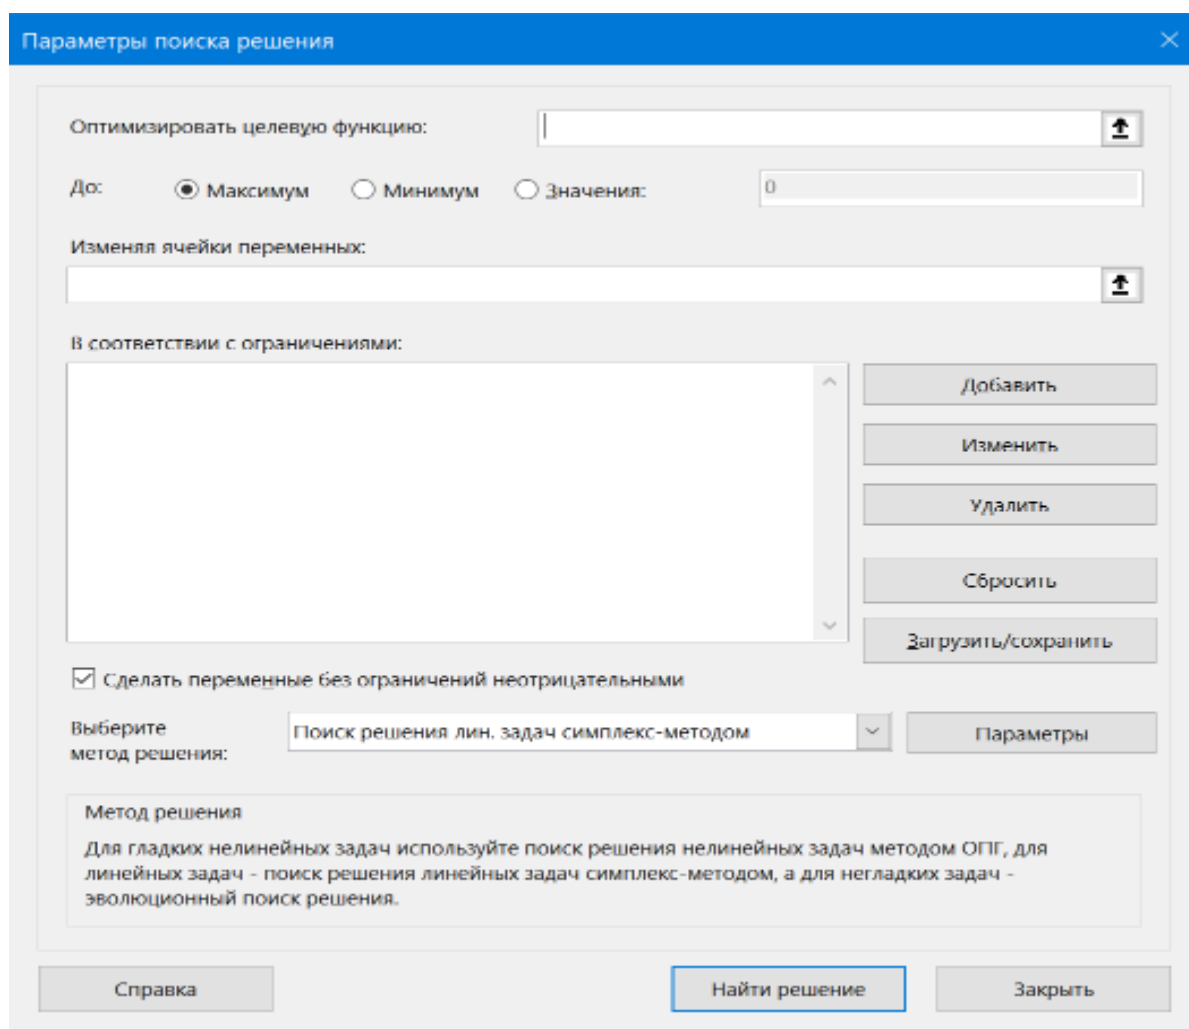 Параметры поиска решения
Оптимизировать целевую функцию:
До: Максимум Минимум Значения: 0
Изменяя ячейки переменных:
В соответствии с ограничениями:
Добавить
Изменить
Удалить
Сбросить
Загрузить/сохранить
Сделать переменные без ограничений неотрицательными
Выберите
метод решения:
Поиск решения лин. задач симплекс-методом
Параметры
Метод решения
Для гладких нелинейных задач используйте поиск решения нелинейных задач методом ОПГ, для
линейных задач - поиск решения линейных задач симплекс-методом, а для негладких задач -
эволюционный поиск решения.
Справка Найти решение Закрыть